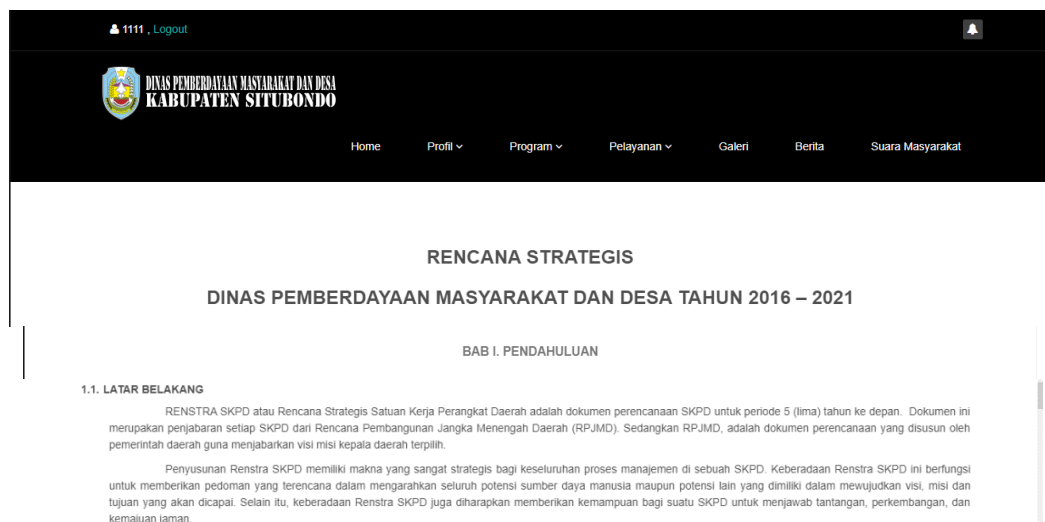 1111 , Logout
DINAS PEMBERDAYAAN MASYARAKAT DAN DESA
KABUPATEN SITUBONDO
Home Profil Program Pelayanan Galeri Berita Suara Masyarakat
RENCANA STRATEGIS
DINAS PEMBERDAYAAN MASYARAKAT DAN DESA TAHUN 2016 – 2021
BAB I. PENDAHULUAN
1.1. LATAR BELAKANG
RENSTRA SKPD atau Rencana Strategis Satuan Kerja Perangkat Daerah adalah dokumen perencanaan SKPD untuk periode 5 (lima) tahun ke depan. Dokumen ini
merupakan penjabaran setiap SKPD dari Rencana Pembangunan Jangka Menengah Daerah (RPJMD). Sedangkan RPJMD, adalah dokumen perencanaan yang disusun oleh
pemerintah daerah guna menjabarkan visi misi kepala daerah terpilih.
Penyusunan Renstra SKPD memiliki makna yang sangat strategis bagi keseluruhan proses manajemen di sebuah SKPD. Keberadaan Renstra SKPD ini berfungsi
untuk memberikan pedoman yang terencana dalam mengarahkan seluruh potensi sumber daya manusia maupun potensi lain yang dimiliki dalam mewujudkan visi, misi dan
tujuan yang akan dicapai. Selain itu, keberadaan Renstra SKPD juga diharapkan memberikan kemampuan bagi suatu SKPD untuk menjawab tantangan, perkembangan, dan
kemajuan jaman.